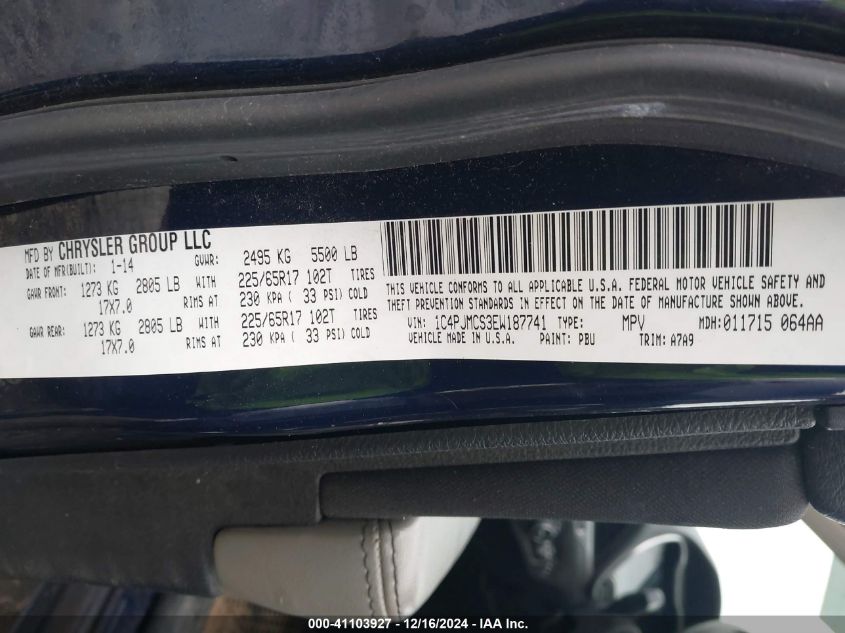 MFD BY CHRYSLER GROUP LLC
DATE OF MFR(BUILT): 1-14 GVWR: 2495 KG 5500 LB
GAWR FRONT: 1273 KG 2805 LB WITH 225/65R17 102T TIRES
17X7.0 RIMS AT 230 KPA ( 33 PSI) COLD
GAWR REAR: 1273 KG 2805 LB WITH 225/65R17 102T TIRES
17X7.0 RIMS AT 230 KPA ( 33 PSI) COLD
THIS VEHICLE CONFORMS TO ALL APPLICABLE U.S.A. FEDERAL MOTOR VEHICLE SAFETY AND
THEFT PREVENTION STANDARDS IN EFFECT ON THE DATE OF MANUFACTURE SHOWN ABOVE.
VIN: 1C4PJMCS3EW187741 TYPE: MPV MDH:011715 064AA
VEHICLE MADE IN U.S.A. PAINT: PBU TRIM: A7A9
000-41103927 - 12/16/2024 - IAA Inc.